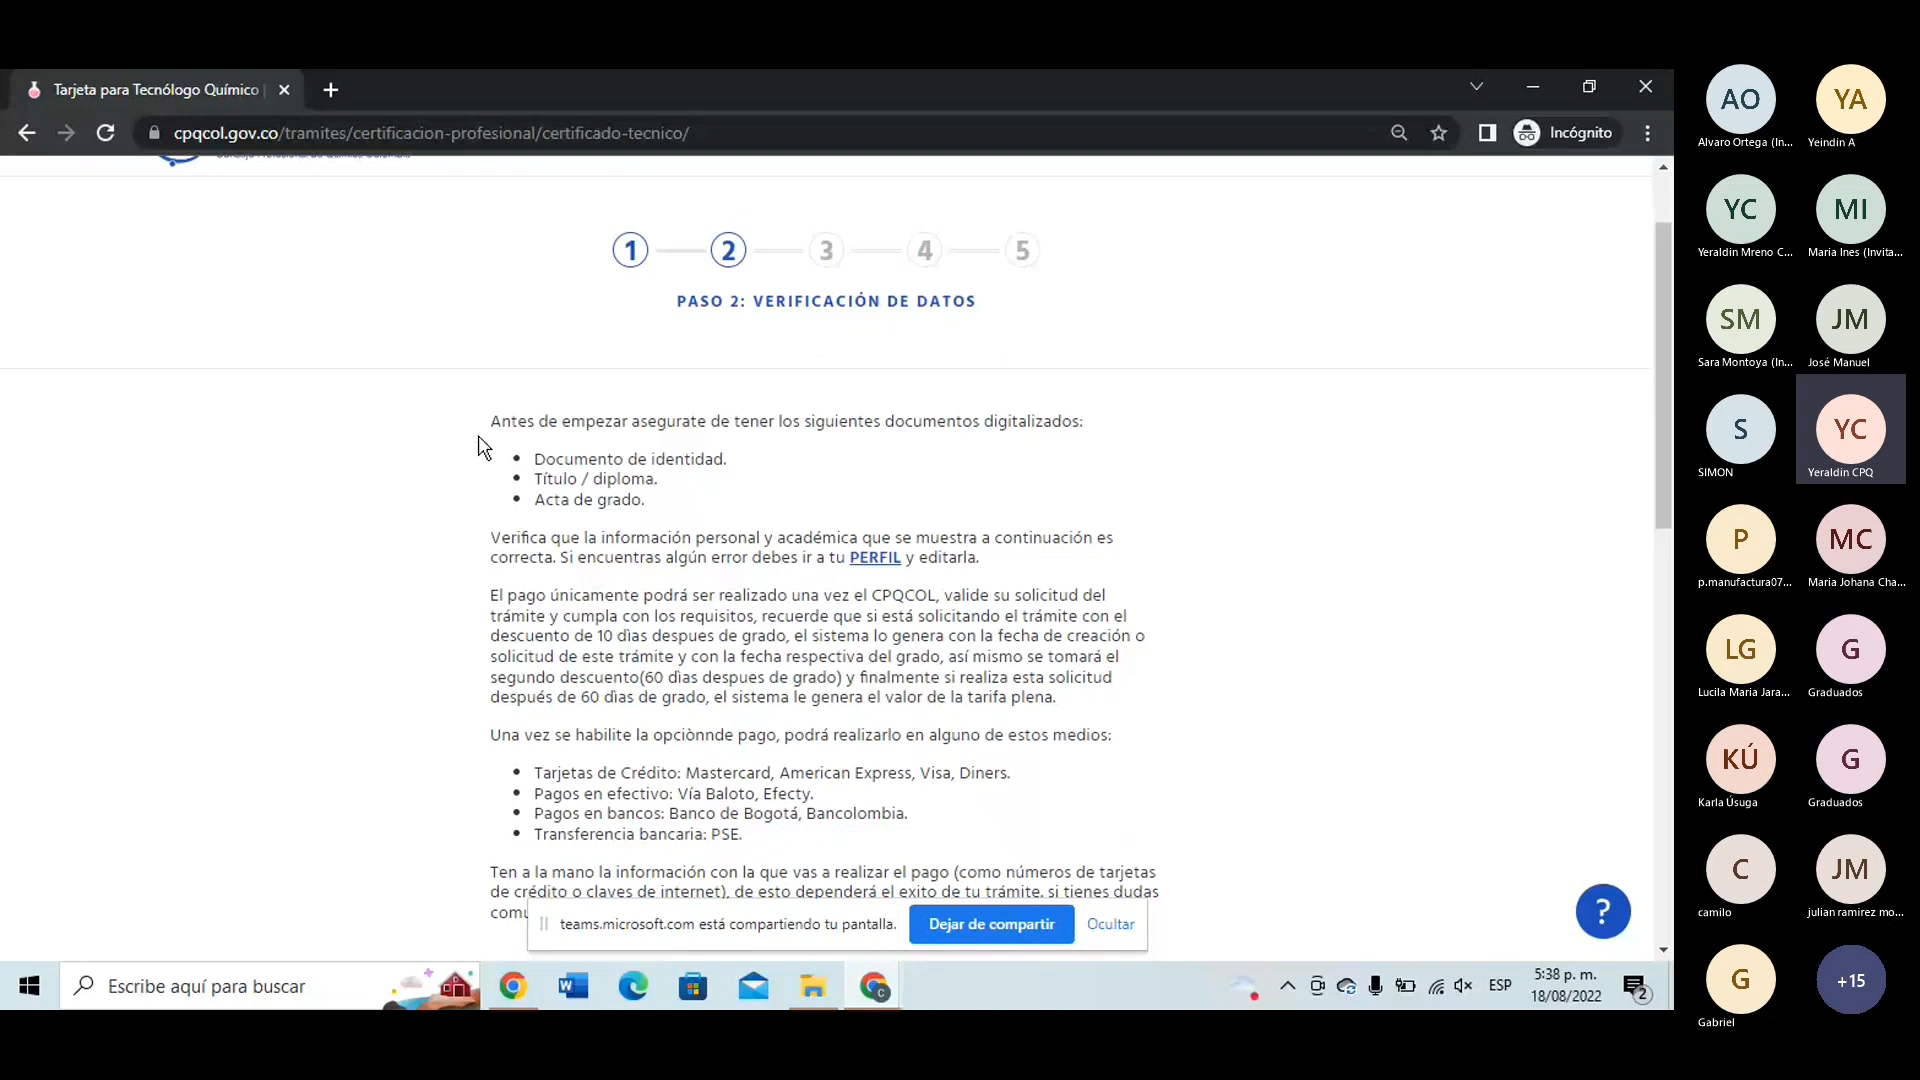 Tarjeta para Tecnólogo Químico
cpqcol.gov.co/tramites/certificacion-profesional/certificado-tecnico/
Incógnito
1 2 3 4 5
PASO 2: VERIFICACIÓN DE DATOS
Antes de empezar asegurate de tener los siguientes documentos digitalizados:
Documento de identidad.
Título / diploma.
Acta de grado.
Verifica que la información personal y académica que se muestra a continuación es
correcta. Si encuentras algún error debes ir a tu PERFIL y editarla.
El pago únicamente podrá ser realizado una vez el CPQCOL, valide su solicitud del
trámite y cumpla con los requisitos, recuerde que si está solicitando el trámite con el
descuento de 10 dìas despues de grado, el sistema lo genera con la fecha de creación o
solicitud de este trámite y con la fecha respectiva del grado, así mismo se tomará el
segundo descuento(60 dìas despues de grado) y finalmente si realiza esta solicitud
después de 60 dìas de grado, el sistema le genera el valor de la tarifa plena.
Una vez se habilite la opciònnde pago, podrá realizarlo en alguno de estos medios:
Tarjetas de Crédito: Mastercard, American Express, Visa, Diners.
Pagos en efectivo: Vía Baloto, Efecty.
Pagos en bancos: Banco de Bogotá, Bancolombia.
Transferencia bancaria: PSE.
Ten a la mano la información con la que vas a realizar el pago (como números de tarjetas
de crédito o claves de internet), de esto dependerá el exito de tu trámite. si tienes dudas
comu
teams.microsoft.com está compartiendo tu pantalla.
Dejar de compartir
Ocultar
?
Escribe aquí para buscar
ESP
5:38 p. m.
18/08/2022
2
AO
Alvaro Ortega (In...
YA
Yeindin A
YC
Yeraldin Mreno C...
MI
Maria Ines (Invita...
SM
Sara Montoya (In...
JM
José Manuel
S
SIMON
YC
Yeraldin CPQ
P
p.manufactura07...
MC
Maria Johana Cha...
LG
Lucila Maria Jara...
G
Graduados
KÚ
Karla Úsuga
G
Graduados
C
camilo
JM
julian ramirez mo...
G
Gabriel
+15